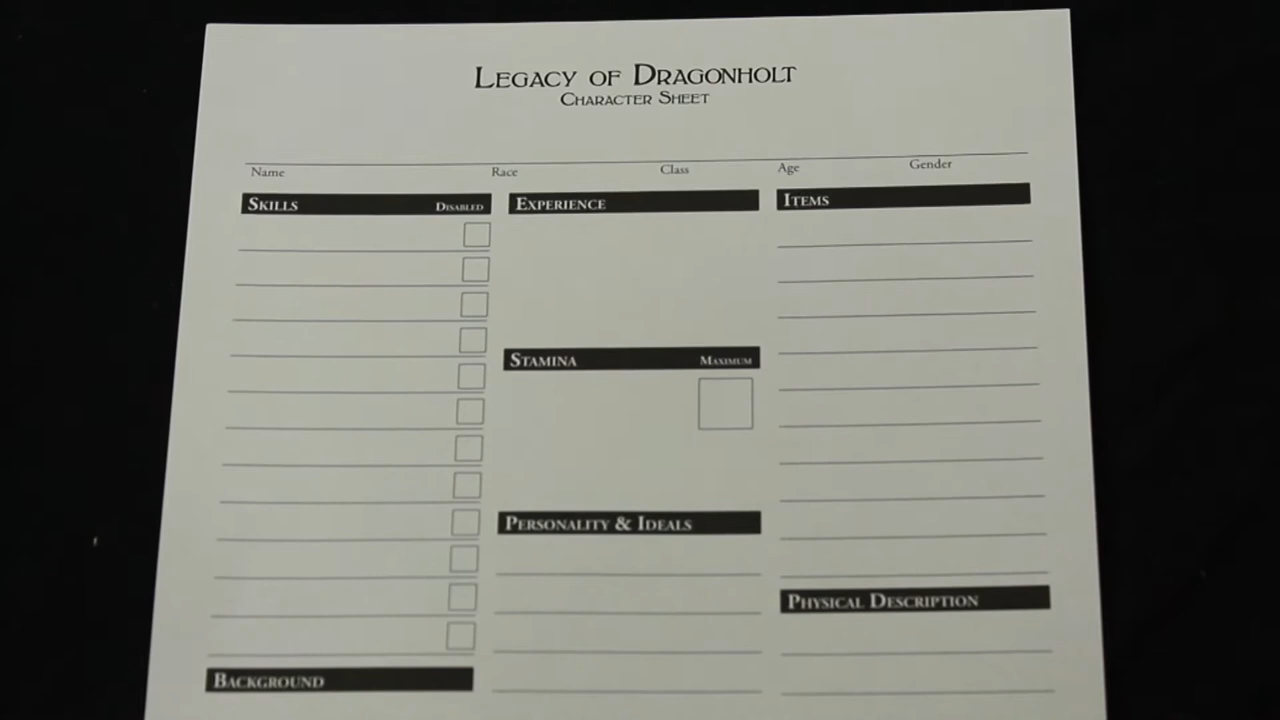 LEGACY OF DRAGONHOLT
CHARACTER SHEET
Name Race Class Age Gender
SKILLS DISABLED
EXPERIENCE
ITEMS
STAMINA MAXIMUM
PERSONALITY & IDEALS
PHYSICAL DESCRIPTION
BACKGROUND